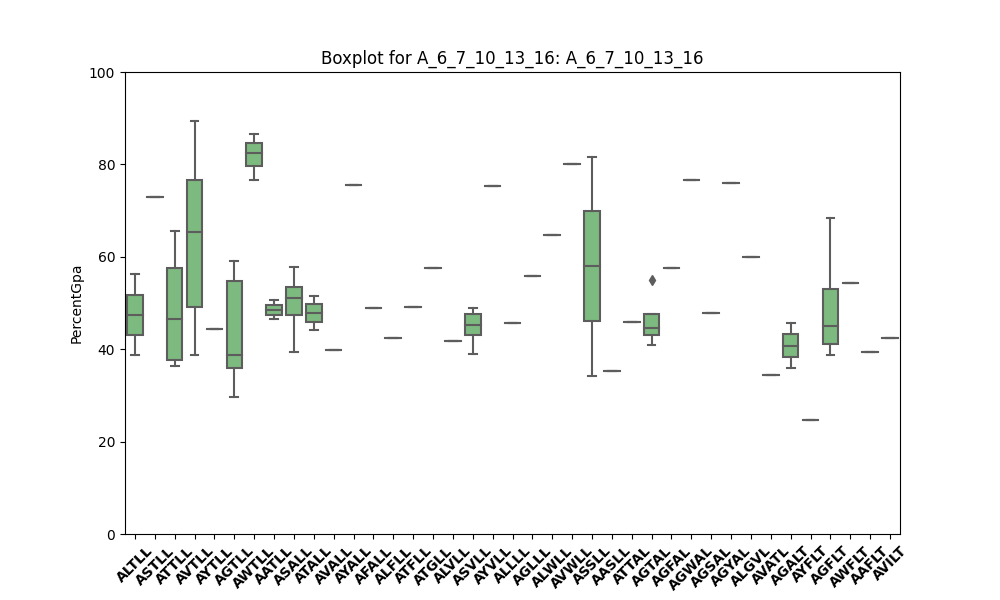 Boxplot for A_6_7_10_13_16: A_6_7_10_13_16
PercentGpa
100
80
60
40
20
0
ALTLL
ASTLL
ATTLL
AVTLL
AYTLL
AGTLL
AWTLL
AATLL
ASALL
ATALL
AVALL
AYALL
AFALL
ALFLL
ATFLL
ATGLL
ALVLL
ASVLL
AYVLL
ALLLL
AGLLL
ALWLL
AVWLL
ASSLL
AASLL
ATTAL
AGTAL
AGFAL
AGWAL
AGSAL
AGYAL
ALGVL
AVATL
AGALT
AYFLT
AGFLT
AWFLT
AAFLT
AVILT